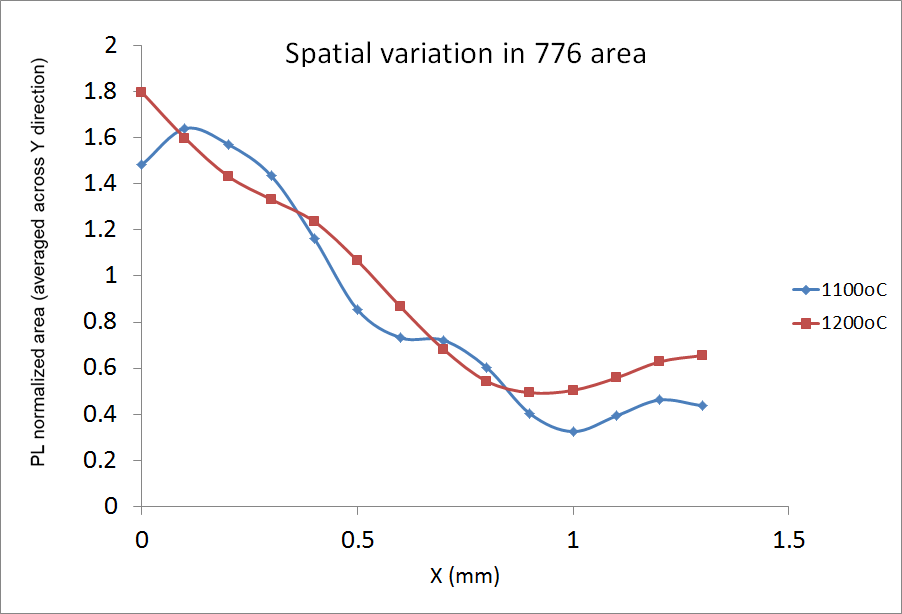 Spatial variation in 776 area
PL normalized area (averaged across Y direction)
2
1.8
1.6
1.4
1.2
1
0.8
0.6
0.4
0.2
0
0 0.5 1 1.5
X (mm)
1100oC
1200oC